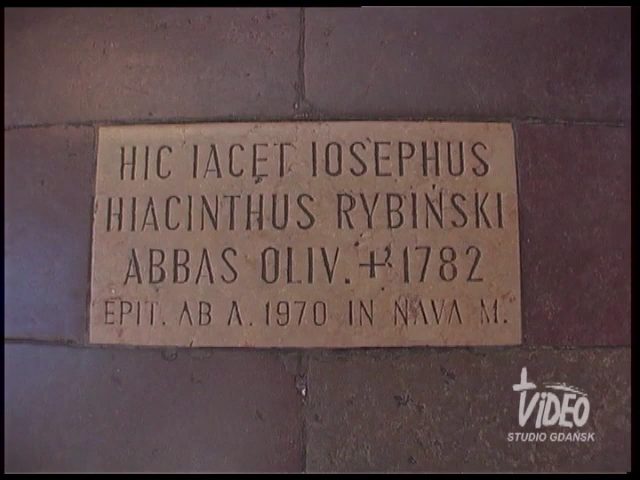 HIC IACET IOSEPHUS
HIACINTHUS RYBIŃSKI
ABBAS OLIV. + 1782
EPIT. AB A. 1970 IN NAVA M.
VIDEO
STUDIO GDAŃSK